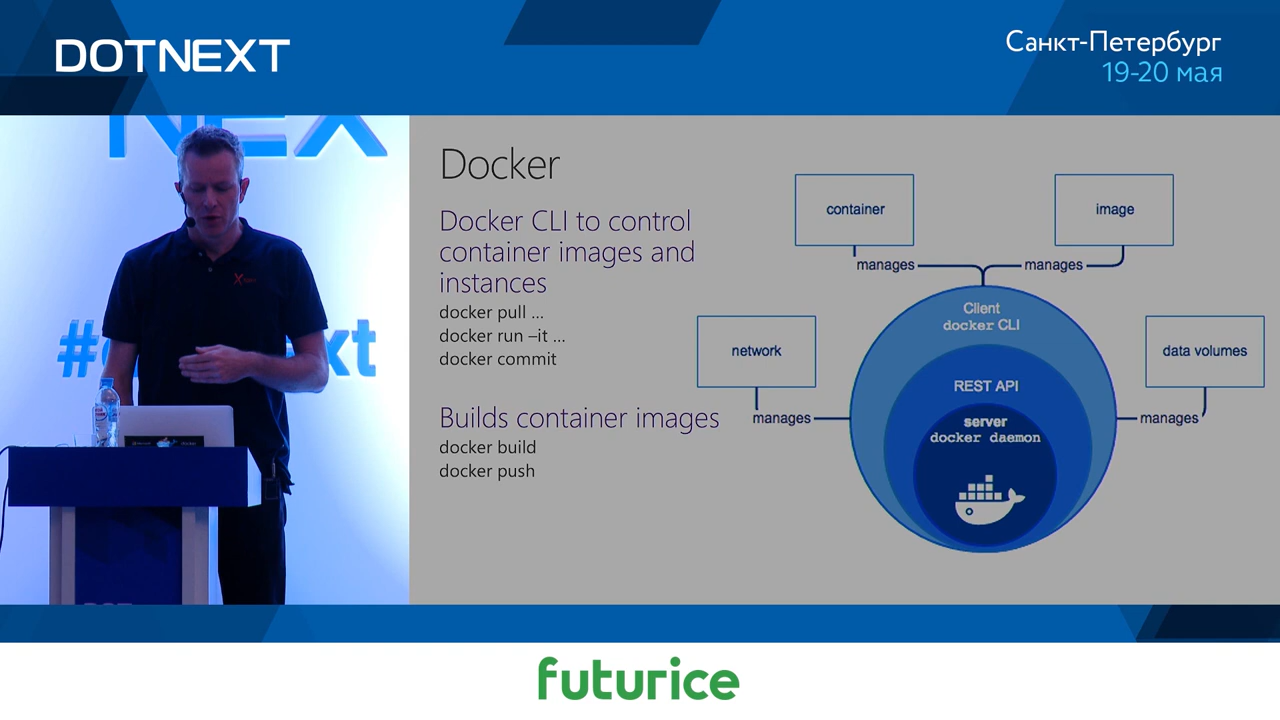 DOTNEXT
Санкт-Петербург
19-20 мая
NEX
#
xt
Docker
Docker CLI to control
container images and
instances
docker pull ...
docker run –it ...
docker commit
Builds container images
docker build
docker push
container
image
manages
manages
Client
docker CLI
network
data volumes
REST API
manages
manages
server
docker daemon
futurice